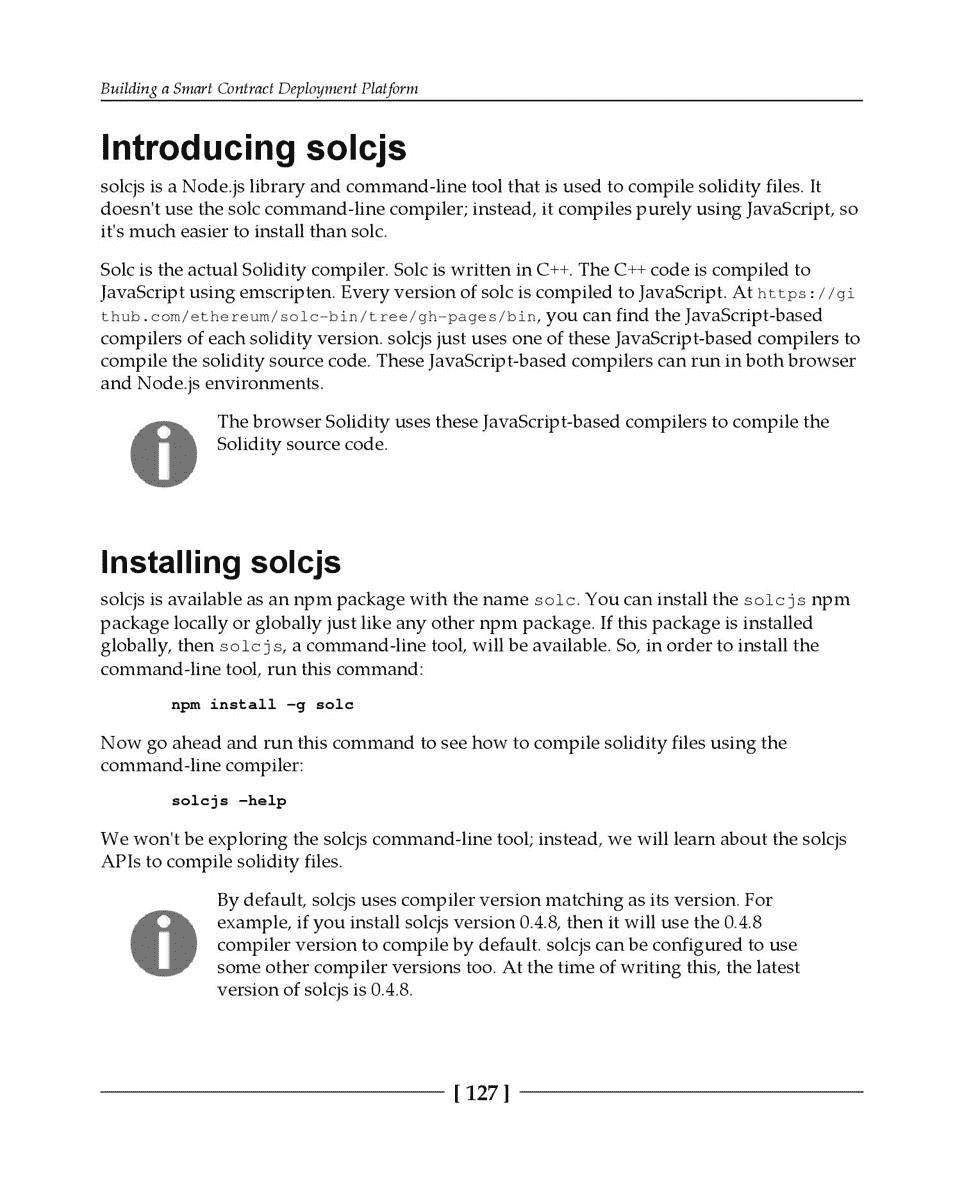 Building a Smart Contract Deployment Platform
Introducing solcjs
solcjs is a Node.js library and command-line tool that is used to compile solidity files. It
doesn't use the solc command-line compiler; instead, it compiles purely using JavaScript, so
it's much easier to install than solc.
Solc is the actual Solidity compiler. Solc is written in C++. The C++ code is compiled to
JavaScript using emscripten. Every version of solc is compiled to JavaScript. At https://gi
thub.com/ethereum/solc-bin/tree/gh-pages/bin, you can find the JavaScript-based
compilers of each solidity version. solcjs just uses one of these JavaScript-based compilers to
compile the solidity source code. These JavaScript-based compilers can run in both browser
and Node.js environments.
The browser Solidity uses these JavaScript-based compilers to compile the
Solidity source code.
Installing solcjs
solcjs is available as an npm package with the name solc. You can install the solcjs npm
package locally or globally just like any other npm package. If this package is installed
globally, then solcjs, a command-line tool, will be available. So, in order to install the
command-line tool, run this command:
npm install -g solc
Now go ahead and run this command to see how to compile solidity files using the
command-line compiler:
solcjs -help
We won't be exploring the solcjs command-line tool; instead, we will learn about the solcjs
APIs to compile solidity files.
By default, solcjs uses compiler version matching as its version. For
example, if you install solcjs version 0.4.8, then it will use the 0.4.8
compiler version to compile by default. solcjs can be configured to use
some other compiler versions too. At the time of writing this, the latest
version of solcjs is 0.4.8.
[ 127 ]